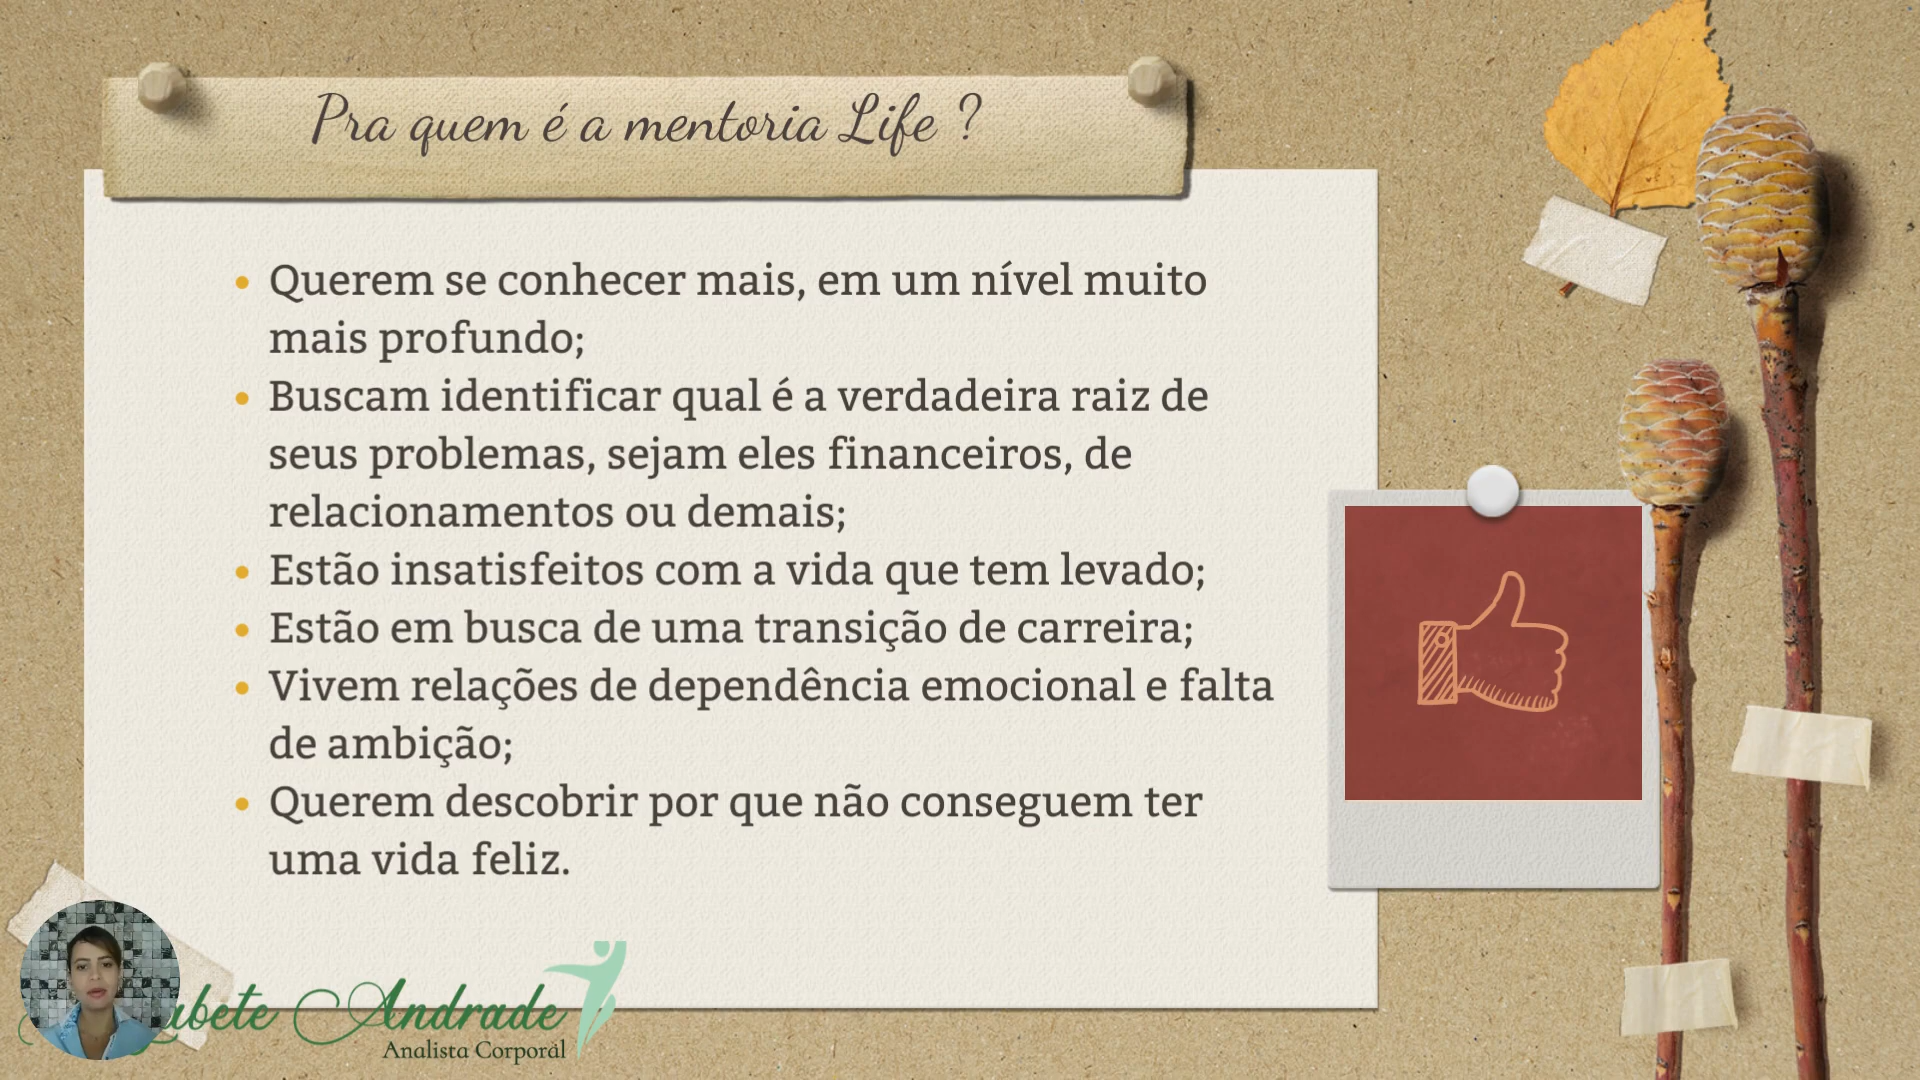 Pra quem é a mentoria Life ?
Querem se conhecer mais, em um nível muito
mais profundo;
Buscam identificar qual é a verdadeira raiz de
seus problemas, sejam eles financeiros, de
relacionamentos ou demais;
Estão insatisfeitos com a vida que tem levado;
Estão em busca de uma transição de carreira;
Vivem relações de dependência emocional e falta
de ambição;
Querem descobrir por que não conseguem ter
uma vida feliz.
Andrade
Analista Corporal